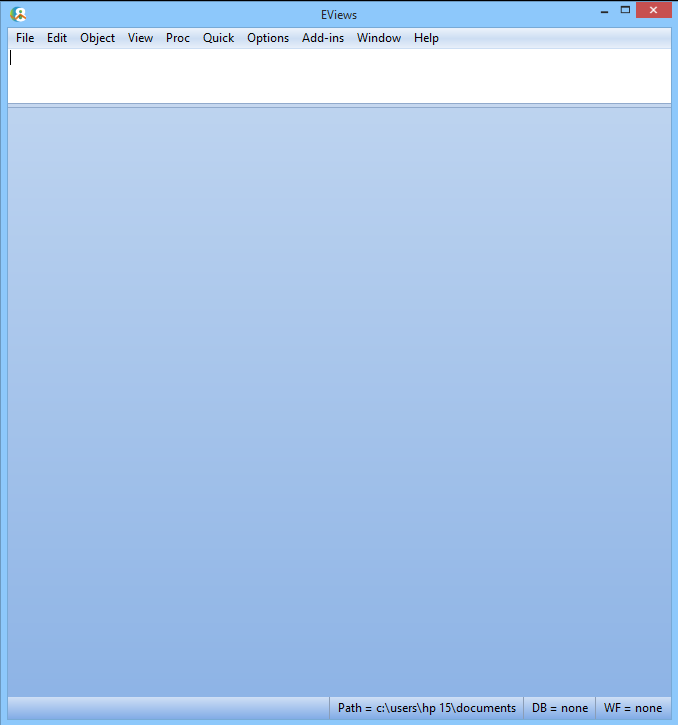 EViews
File Edit Object View Proc Quick Options Add-ins Window Help
Path = c:\users\hp 15\documents DB = none WF = none